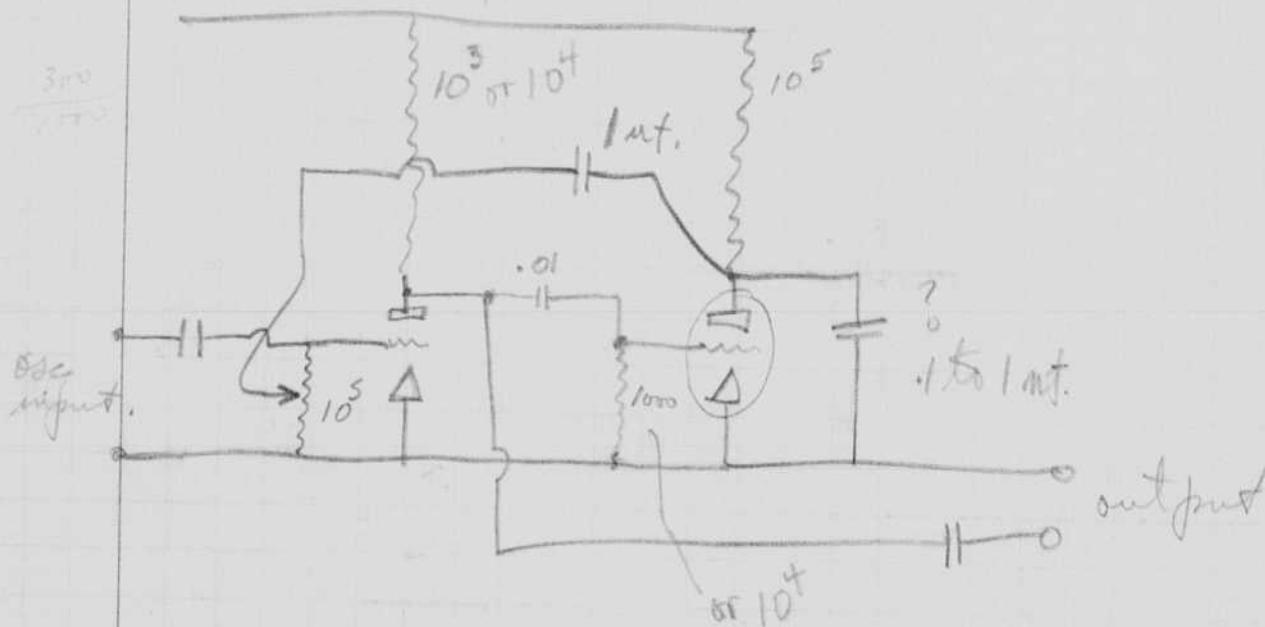 10³ or 10⁴
10⁵
1 mf.
.01
?
.1 to 1 mf.
osc
input.
10⁵
1000
output
or 10⁴